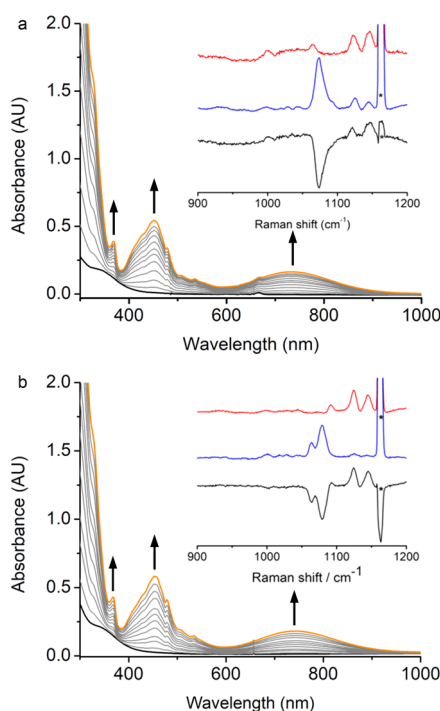 a
2.0
1.5
1.0
0.5
0.0
Absorbance (AU)
400 600 800 1000
Wavelength (nm)
*
*
900 1000 1100 1200
Raman shift (cm-1)
b
2.0
1.5
1.0
0.5
0.0
Absorbance (AU)
400 600 800 1000
Wavelength (nm)
*
*
900 1000 1100 1200
Raman shift / cm-1